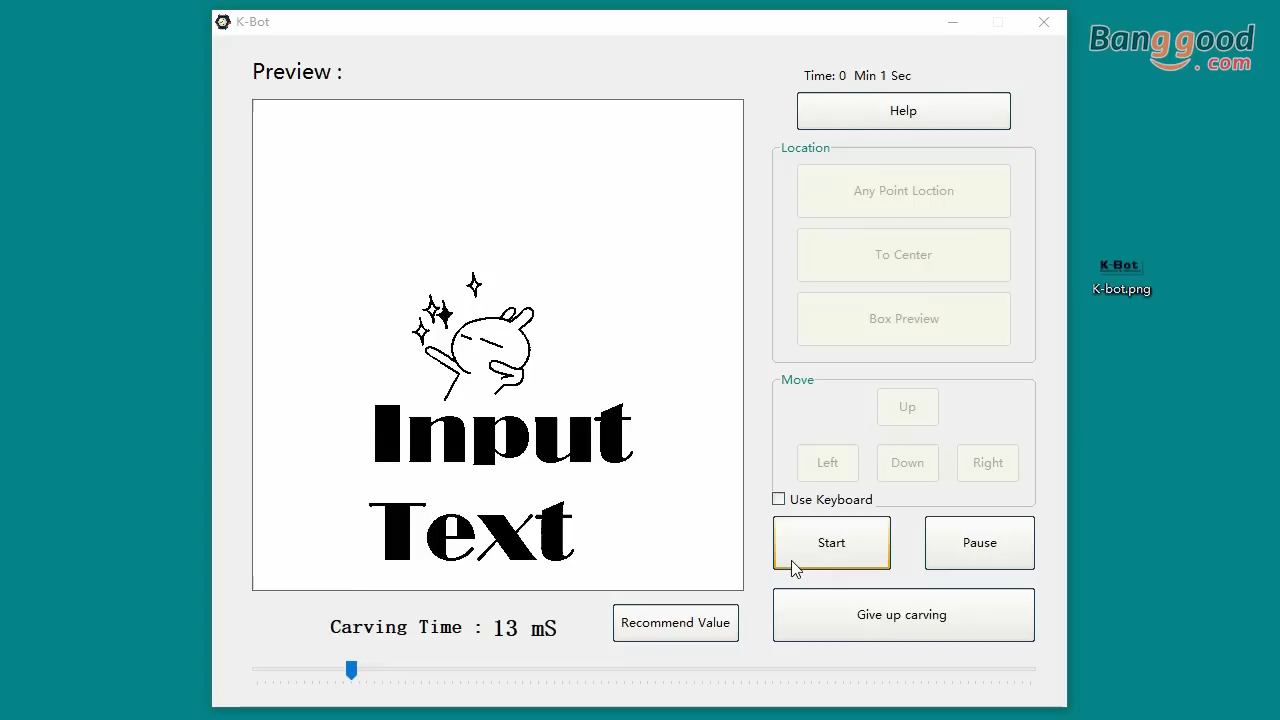 K-Bot
Banggood
.com
Preview :
Time: 0 Min 1 Sec
Help
Location
Any Point Loction
To Center
K-Bot
K-bot.png
Box Preview
Move
Up
Input
Left
Down
Right
Use Keyboard
Text
Start
Pause
Carving Time : 13 mS
Recommend Value
Give up carving